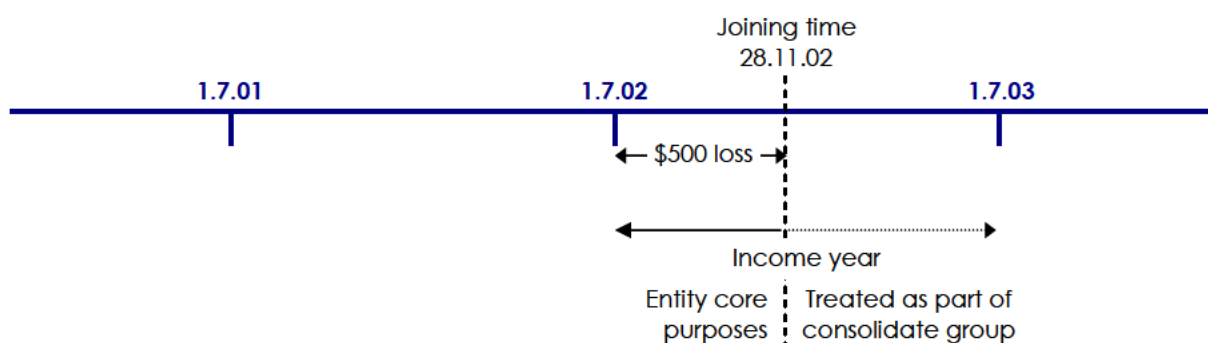 Joining time
28.11.02
1.7.01
1.7.02
1.7.03
$500 loss
Income year
Entity core
purposes
Treated as part of
consolidate group